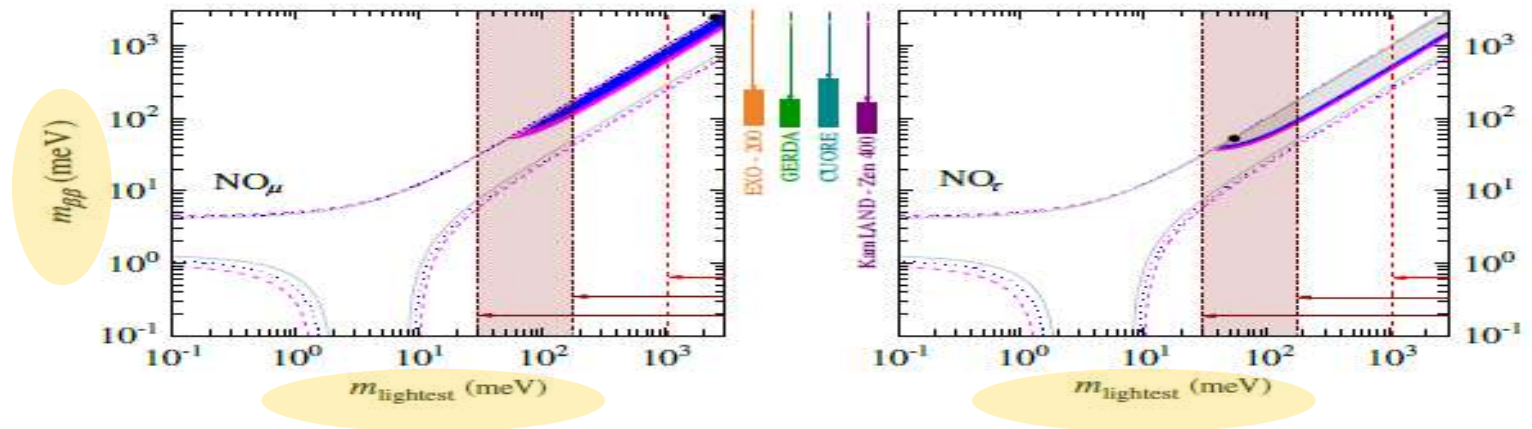 10³
10²
10¹
10⁰
10⁻¹
m_ββ (meV)
NO_μ
10⁻¹ 10⁰ 10¹ 10² 10³
m_lightest (meV)
EXO - 200
GERDA
CUORE
KamLAND - Zen 400
NO_τ
10⁻¹ 10⁰ 10¹ 10² 10³
m_lightest (meV)
10³
10²
10¹
10⁰
10⁻¹